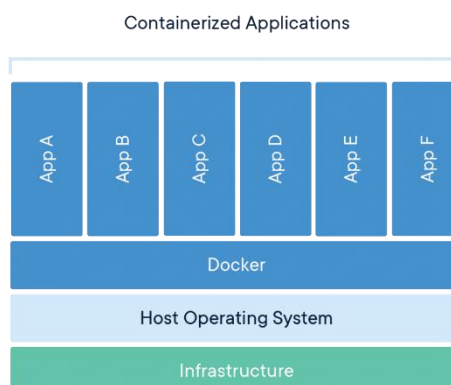 Containerized Applications
App A
App B
App C
App D
App E
App F
Docker
Host Operating System
Infrastructure